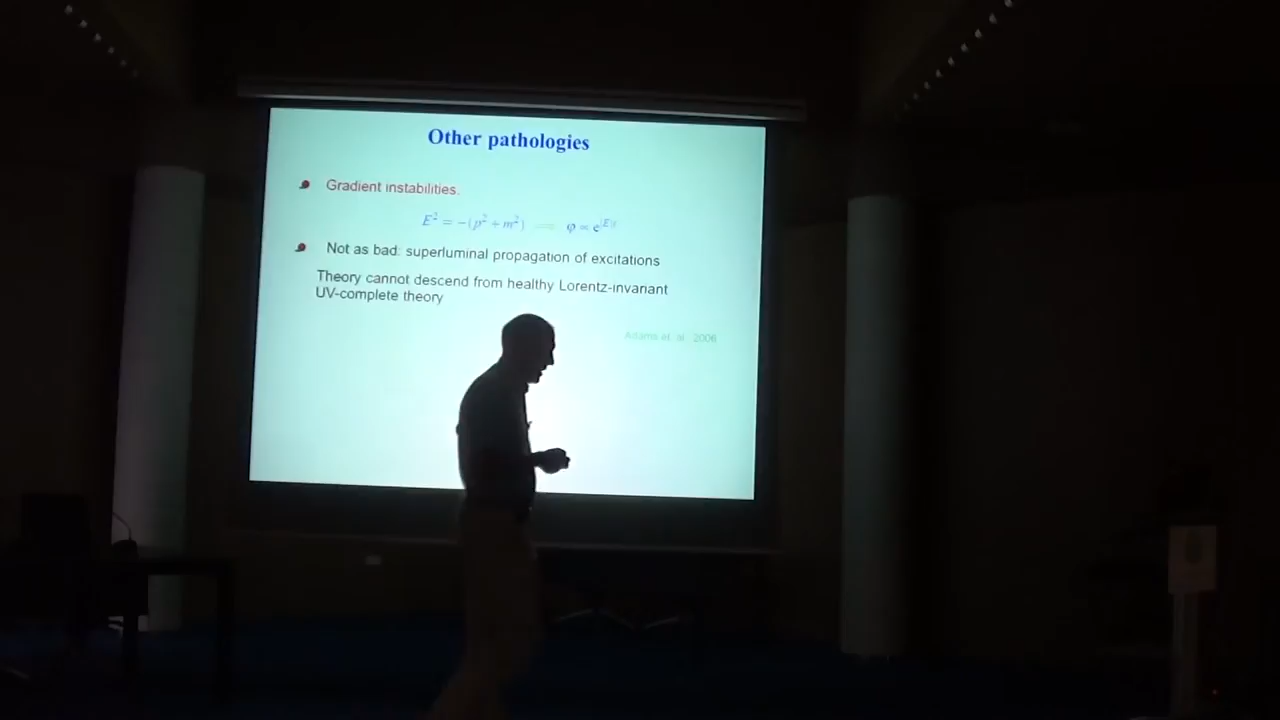 Other pathologies
Gradient instabilities.
E² = −(p² + m²) ⟹ φ ∝ e^{|E|t}
Not as bad: superluminal propagation of excitations
Theory cannot descend from healthy Lorentz-invariant
UV-complete theory
Adams et. al. 2006